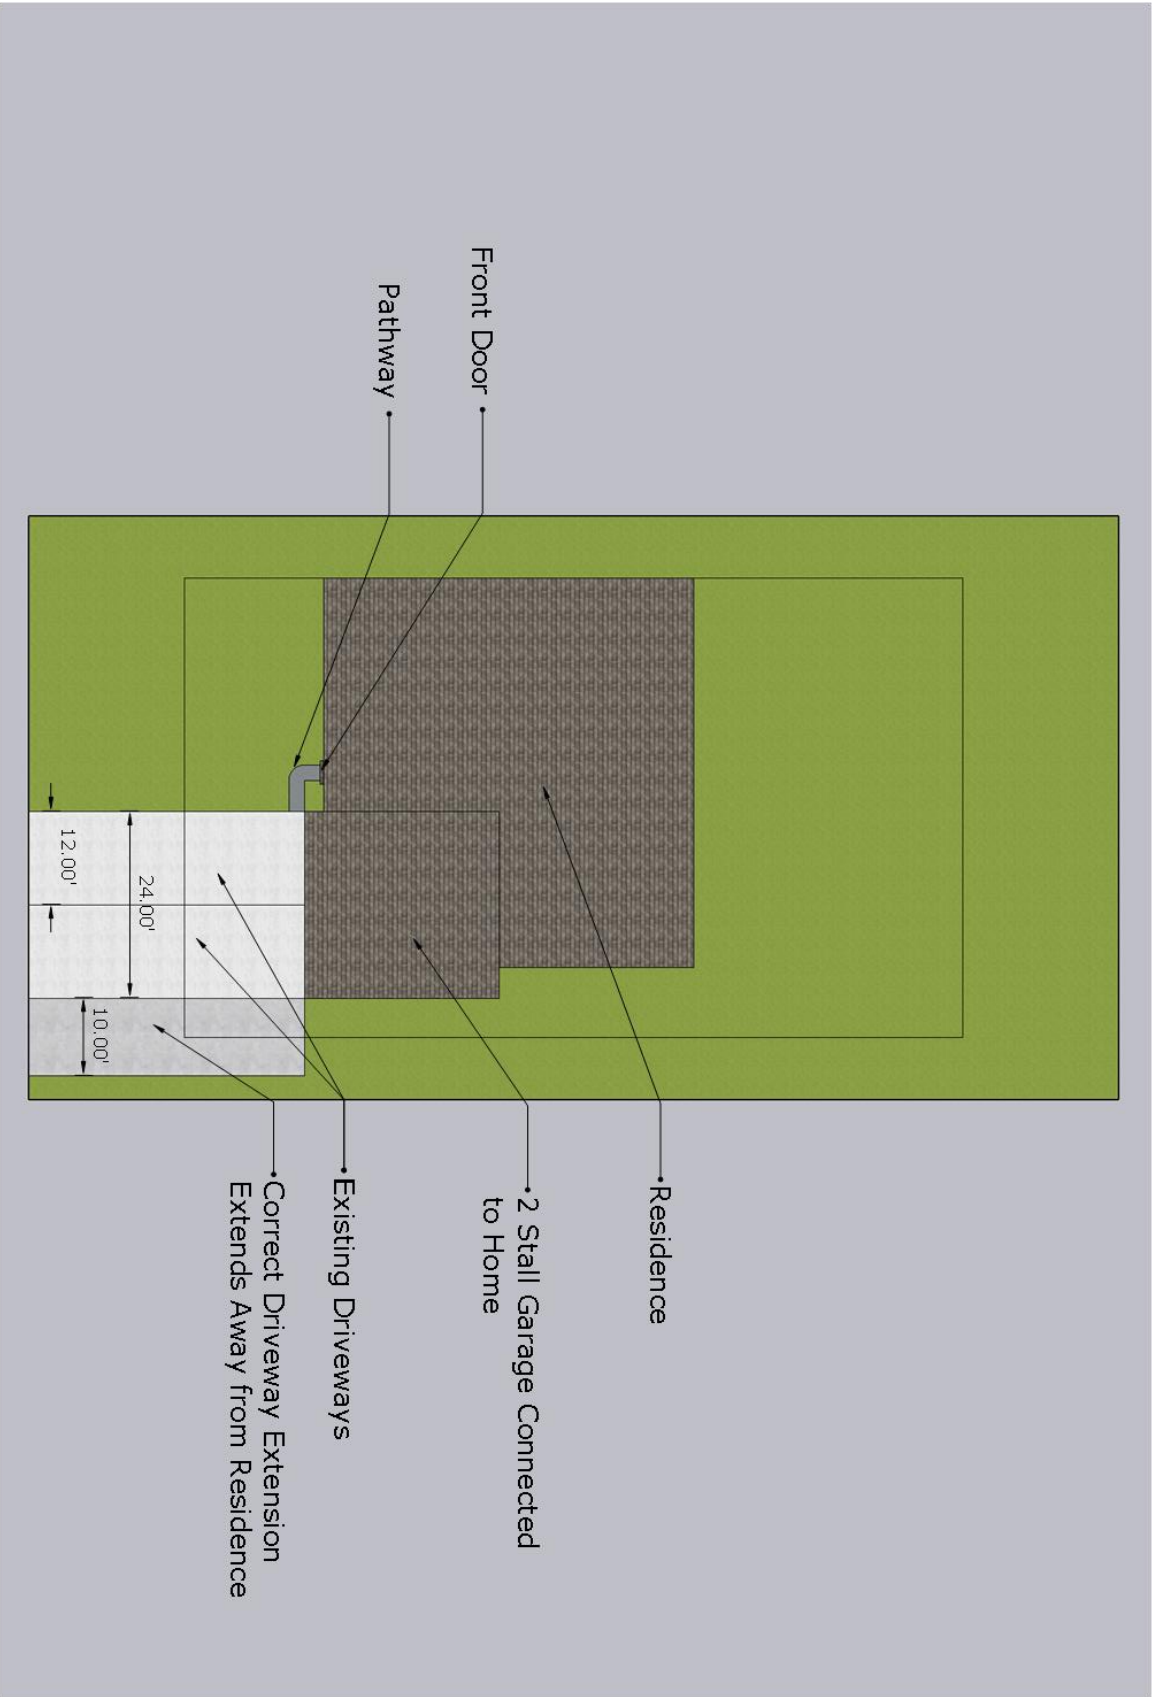 Front Door
Pathway
Residence
2 Stall Garage Connected
to Home
Existing Driveways
Correct Driveway Extension
Extends Away from Residence
24.00'
12.00'
10.00'